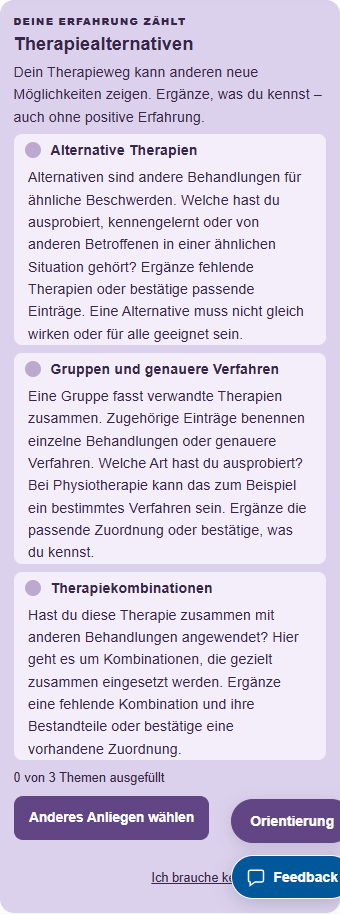 DEINE ERFAHRUNG ZÄHLT
Therapiealternativen
Dein Therapieweg kann anderen neue
Möglichkeiten zeigen. Ergänze, was du kennst –
auch ohne positive Erfahrung.
Alternative Therapien
Alternativen sind andere Behandlungen für
ähnliche Beschwerden. Welche hast du
ausprobiert, kennengelernt oder von
anderen Betroffenen in einer ähnlichen
Situation gehört? Ergänze fehlende
Therapien oder bestätige passende
Einträge. Eine Alternative muss nicht gleich
wirken oder für alle geeignet sein.
Gruppen und genauere Verfahren
Eine Gruppe fasst verwandte Therapien
zusammen. Zugehörige Einträge benennen
einzelne Behandlungen oder genauere
Verfahren. Welche Art hast du ausprobiert?
Bei Physiotherapie kann das zum Beispiel
ein bestimmtes Verfahren sein. Ergänze die
passende Zuordnung oder bestätige, was
du kennst.
Therapiekombinationen
Hast du diese Therapie zusammen mit
anderen Behandlungen angewendet? Hier
geht es um Kombinationen, die gezielt
zusammen eingesetzt werden. Ergänze
eine fehlende Kombination und ihre
Bestandteile oder bestätige eine
vorhandene Zuordnung.
0 von 3 Themen ausgefüllt
Anderes Anliegen wählen
Orientierung
Ich brauche
Feedback